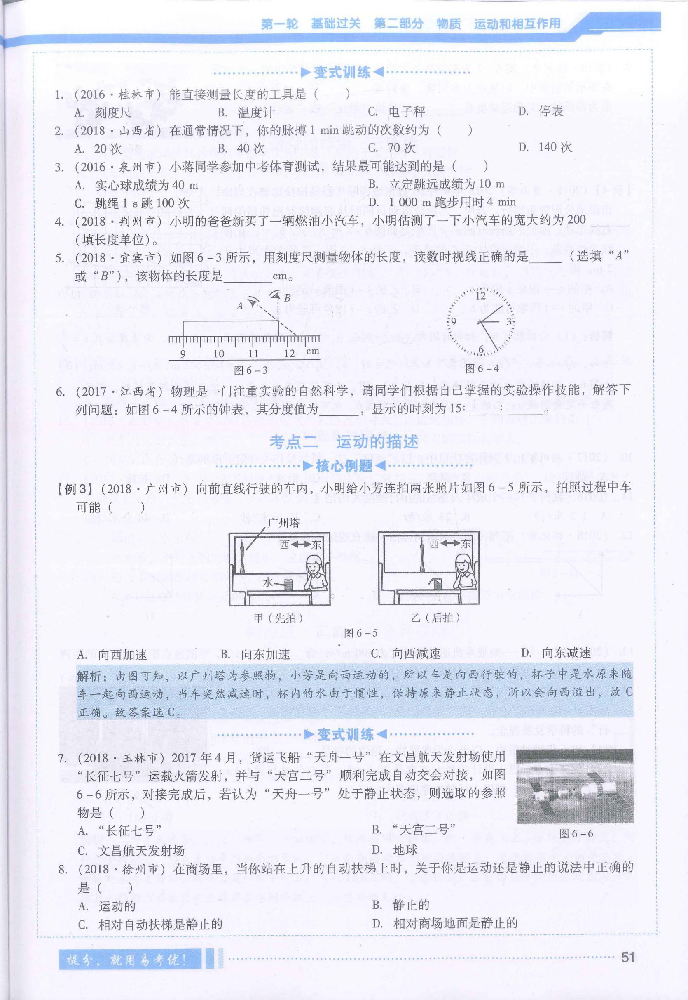 第一轮 基础过关 第二部分 物质 运动和相互作用
变式训练
1. (2016·桂林市) 能直接测量长度的工具是 ( )
A. 刻度尺 B. 温度计 C. 电子秤 D. 停表
2. (2018·山西省) 在通常情况下，你的脉搏 1 min 跳动的次数约为 ( )
A. 20 次 B. 40 次 C. 70 次 D. 140 次
3. (2016·泉州市) 小蒋同学参加中考体育测试，结果最可能达到的是 ( )
A. 实心球成绩为 40 m B. 立定跳远成绩为 10 m
C. 跳绳 1 s 跳 100 次 D. 1 000 m 跑步用时 4 min
4. (2018·荆州市) 小明的爸爸新买了一辆燃油小汽车，小明估测了一下小汽车的宽大约为 200 ______
(填长度单位)。
5. (2018·宜宾市) 如图 6-3 所示，用刻度尺测量物体的长度，读数时视线正确的是_____ (选填“A”
或“B”)，该物体的长度是_______cm。
A B
9 10 11 12 cm
图 6-3
12
9 3
6
图 6-4
6. (2017·江西省) 物理是一门注重实验的自然科学，请同学们根据自己掌握的实验操作技能，解答下
列问题：如图 6-4 所示的钟表，其分度值为______，显示的时刻为 15: _____ : ______。
考点二 运动的描述
核心例题
【例 3】(2018·广州市) 向前直线行驶的车内，小明给小芳连拍两张照片如图 6-5 所示，拍照过程中车
可能 ( )
广州塔
西 东 西 东
水
甲（先拍） 乙（后拍）
图 6-5
A. 向西加速 B. 向东加速 C. 向西减速 D. 向东减速
解析：由图可知，以广州塔为参照物，小芳是向西运动的，所以车是向西行驶的，杯子中是水原来随
车一起向西运动，当车突然减速时，杯内的水由于惯性，保持原来静止状态，所以会向西溢出，故 C
正确。故答案选 C。
变式训练
7. (2018·玉林市) 2017 年 4 月，货运飞船“天舟一号”在文昌航天发射场使用
“长征七号”运载火箭发射，并与“天宫二号”顺利完成自动交会对接，如图
6-6 所示，对接完成后，若认为“天舟一号”处于静止状态，则选取的参照
物是 ( )
A. “长征七号” B. “天宫二号”
C. 文昌航天发射场 D. 地球
图 6-6
8. (2018·徐州市) 在商场里，当你站在上升的自动扶梯上时，关于你是运动还是静止的说法中正确的
是 ( )
A. 运动的 B. 静止的
C. 相对自动扶梯是静止的 D. 相对商场地面是静止的
提分，就用易考优！
51